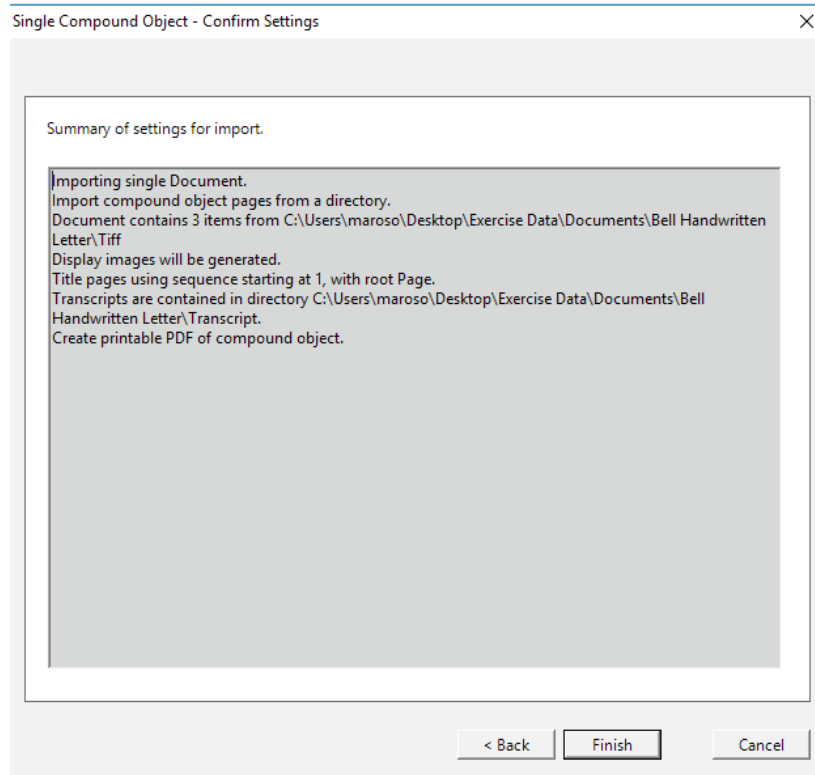 Single Compound Object - Confirm Settings
Summary of settings for import.
Importing single Document.
Import compound object pages from a directory.
Document contains 3 items from C:\Users\maroso\Desktop\Exercise Data\Documents\Bell Handwritten
Letter\Tiff
Display images will be generated.
Title pages using sequence starting at 1, with root Page.
Transcripts are contained in directory C:\Users\maroso\Desktop\Exercise Data\Documents\Bell
Handwritten Letter\Transcript.
Create printable PDF of compound object.
< Back Finish Cancel